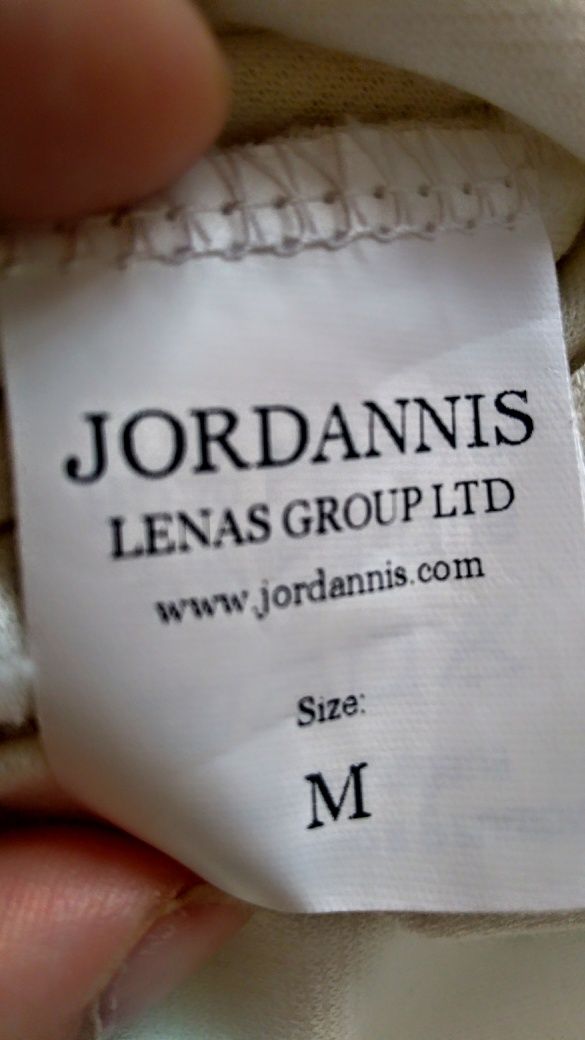 JORDANNIS
LENAS GROUP LTD
www.jordannis.com
Size:
M